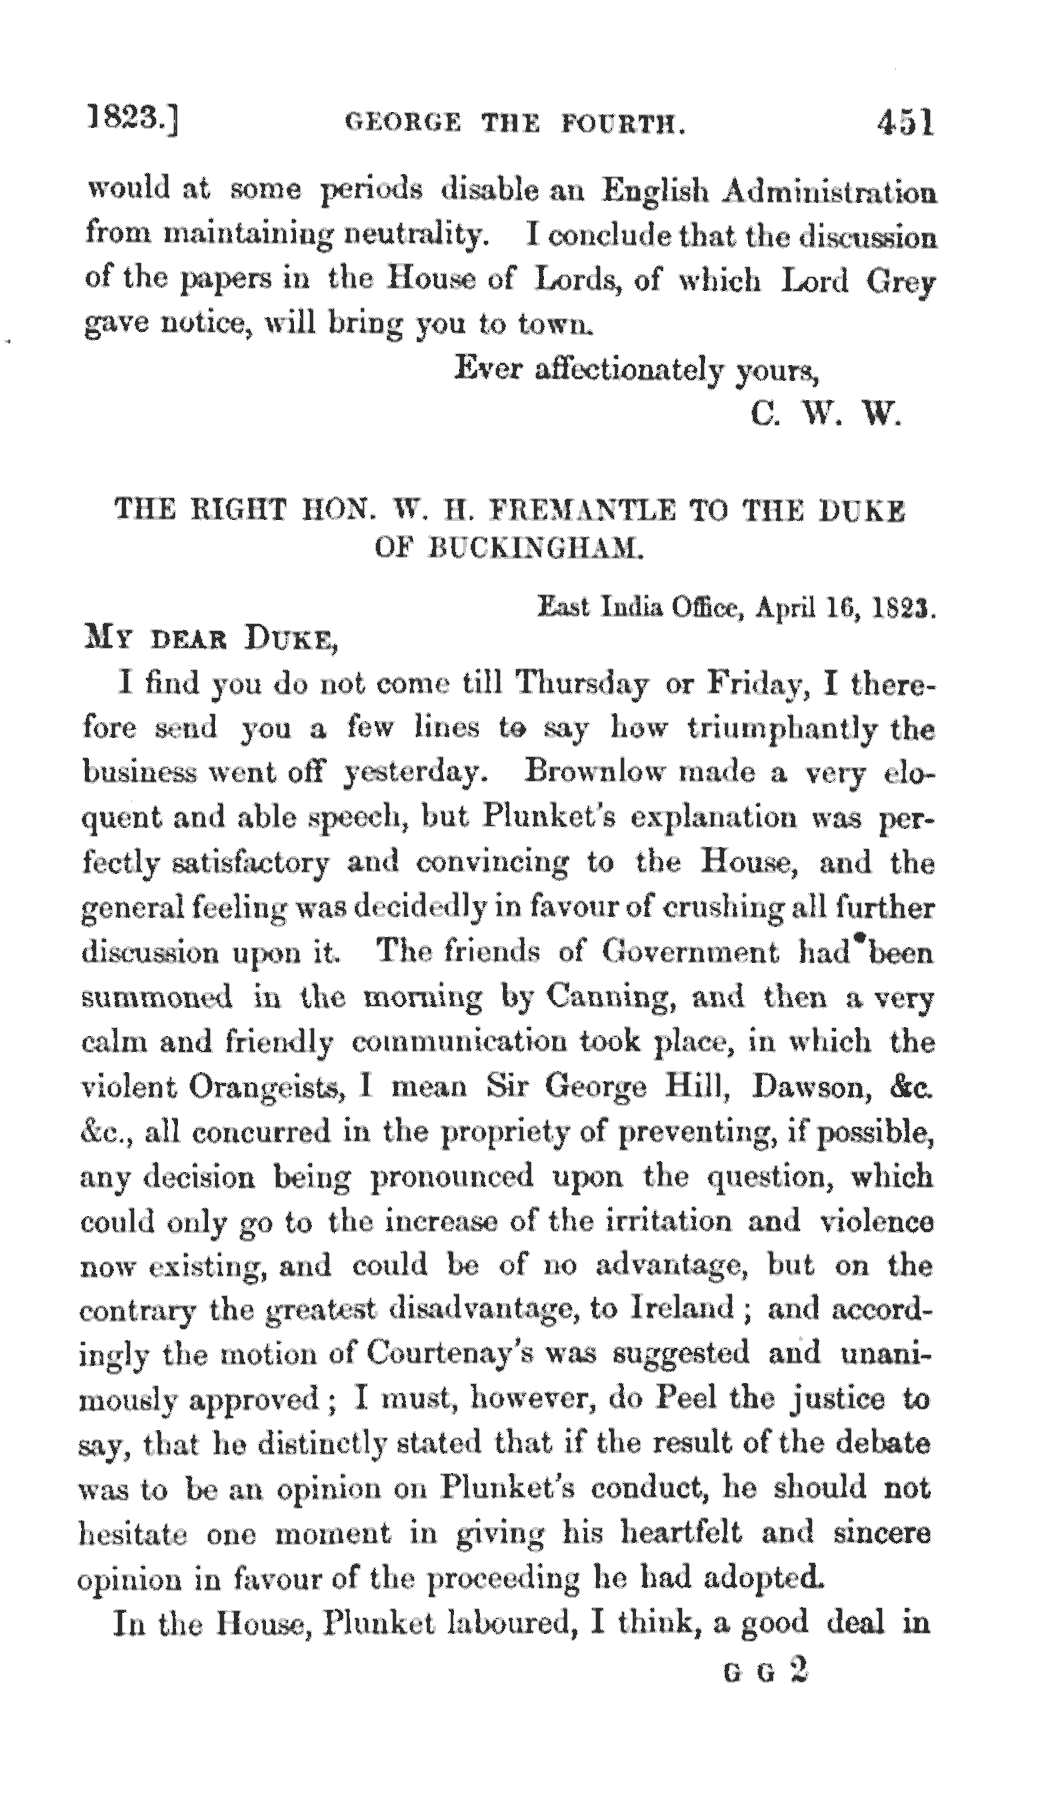 1823.] GEORGE THE FOURTH. 451
would at some periods disable an English Administration
from maintaining neutrality. I conclude that the discussion
of the papers in the House of Lords, of which Lord Grey
gave notice, will bring you to town.
Ever affectionately yours,
C. W. W.
THE RIGHT HON. W. H. FREMANTLE TO THE DUKE
OF BUCKINGHAM.
East India Office, April 16, 1823.
MY DEAR DUKE,
I find you do not come till Thursday or Friday, I there-
fore send you a few lines to say how triumphantly the
business went off yesterday. Brownlow made a very elo-
quent and able speech, but Plunket's explanation was per-
fectly satisfactory and convincing to the House, and the
general feeling was decidedly in favour of crushing all further
discussion upon it. The friends of Government had been
summoned in the morning by Canning, and then a very
calm and friendly communication took place, in which the
violent Orangeists, I mean Sir George Hill, Dawson, &c.
&c., all concurred in the propriety of preventing, if possible,
any decision being pronounced upon the question, which
could only go to the increase of the irritation and violence
now existing, and could be of no advantage, but on the
contrary the greatest disadvantage, to Ireland ; and accord-
ingly the motion of Courtenay's was suggested and unani-
mously approved ; I must, however, do Peel the justice to
say, that he distinctly stated that if the result of the debate
was to be an opinion on Plunket's conduct, he should not
hesitate one moment in giving his heartfelt and sincere
opinion in favour of the proceeding he had adopted.
In the House, Plunket laboured, I think, a good deal in
G G 2